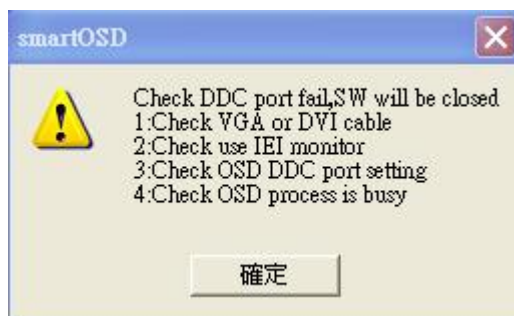 smartOSD
Check DDC port fail,SW will be closed
1:Check VGA or DVI cable
2:Check use IEI monitor
3:Check OSD DDC port setting
4:Check OSD process is busy
確定